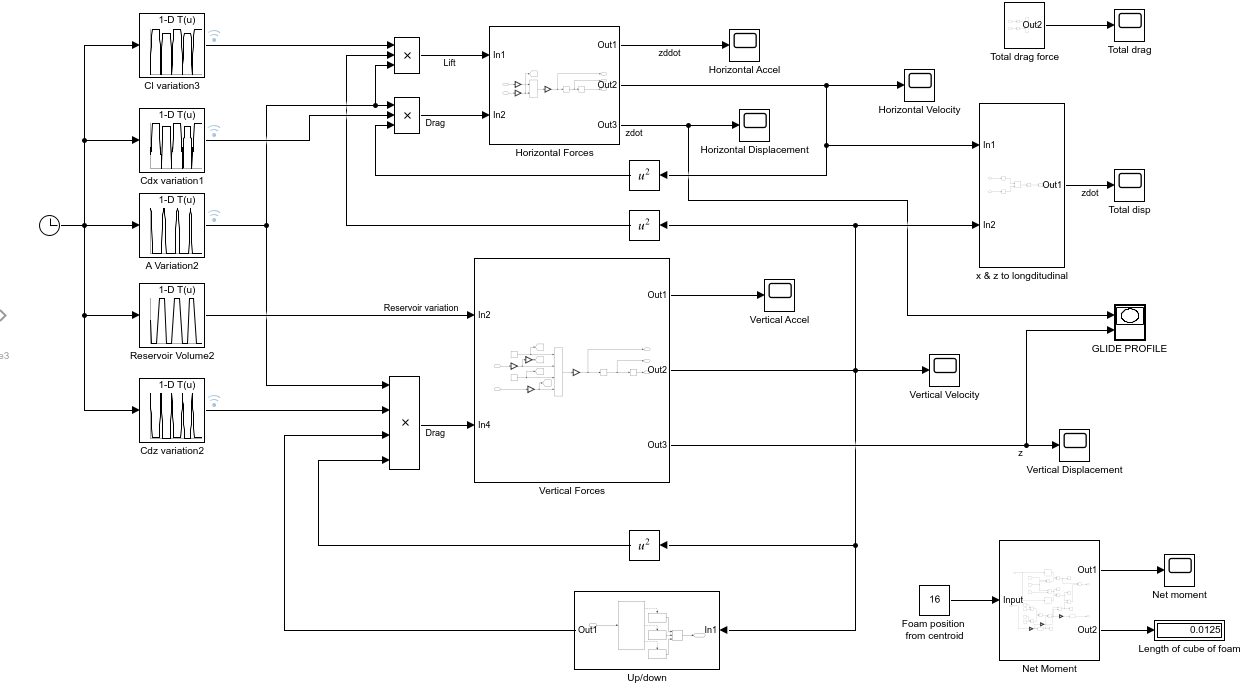 1-D T(u)
Cl variation3
1-D T(u)
Cdx variation1
1-D T(u)
A Variation2
1-D T(u)
Reservoir Volume2
1-D T(u)
Cdz variation2
e3
×
Lift
×
Drag
In1
In2
Out1
Out2
Out3
Horizontal Forces
zddot
Horizontal Accel
Horizontal Velocity
zdot
Horizontal Displacement
u²
u²
Out2
Total drag force
Total drag
In1
In2
Out1
x & z to longditudinal
zdot
Total disp
GLIDE PROFILE
Reservoir variation
×
Drag
In2
In4
Out1
Out2
Out3
Vertical Forces
Vertical Accel
Vertical Velocity
z
Vertical Displacement
u²
Out1
In1
Up/down
16
Foam position
from centroid
Input
Out1
Out2
Net Moment
Net moment
0.0125
Length of cube of foam